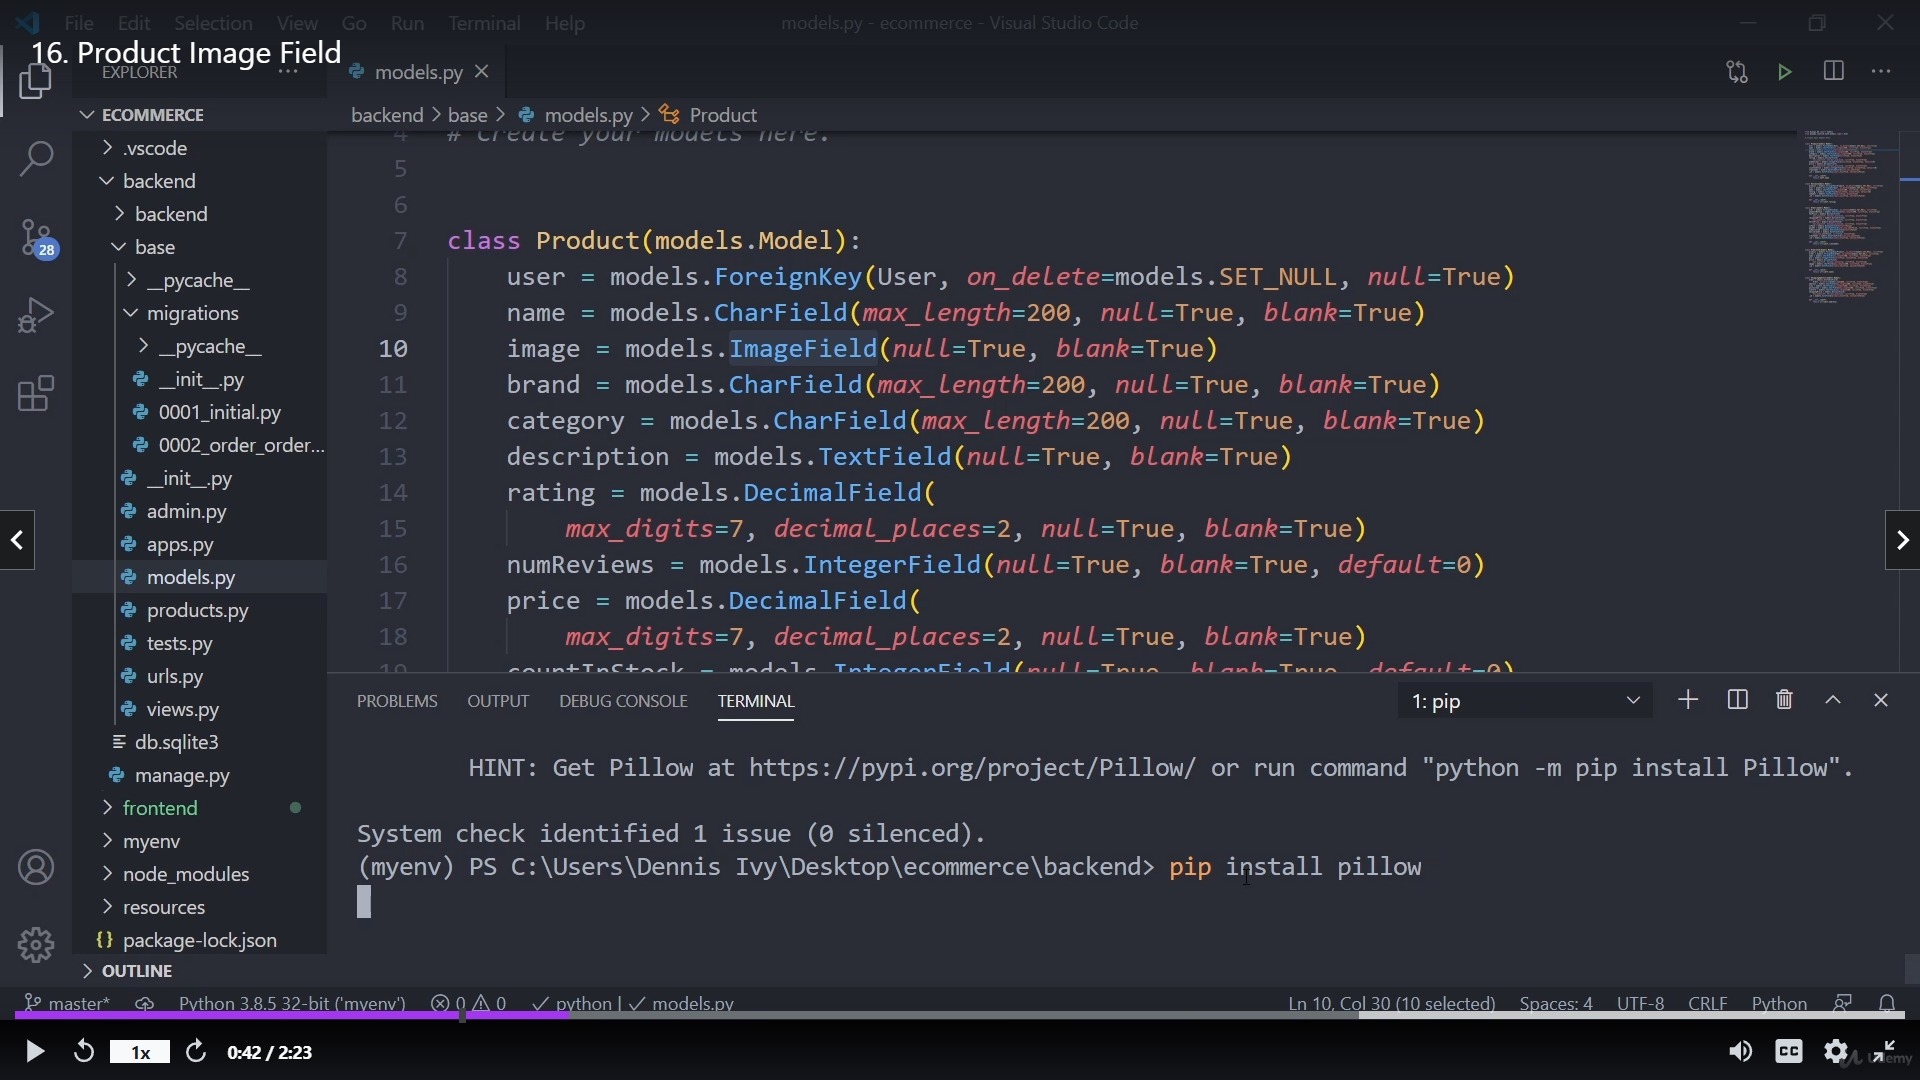 File Edit Selection View Go Run Terminal Help models.py - ecommerce - Visual Studio Code
16. Product Image Field
EXPLORER
models.py
ECOMMERCE
backend > base > models.py > Product
.vscode
backend
backend
base
__pycache__
migrations
__pycache__
__init__.py
0001_initial.py
0002_order_order...
__init__.py
admin.py
apps.py
models.py
products.py
tests.py
urls.py
views.py
db.sqlite3
manage.py
frontend
myenv
node_modules
resources
{} package-lock.json
OUTLINE
28
4 # Create your models here.
5
6
7 class Product(models.Model):
8 user = models.ForeignKey(User, on_delete=models.SET_NULL, null=True)
9 name = models.CharField(max_length=200, null=True, blank=True)
10 image = models.ImageField(null=True, blank=True)
11 brand = models.CharField(max_length=200, null=True, blank=True)
12 category = models.CharField(max_length=200, null=True, blank=True)
13 description = models.TextField(null=True, blank=True)
14 rating = models.DecimalField(
15 max_digits=7, decimal_places=2, null=True, blank=True)
16 numReviews = models.IntegerField(null=True, blank=True, default=0)
17 price = models.DecimalField(
18 max_digits=7, decimal_places=2, null=True, blank=True)
19 countInStock = models.IntegerField(null=True, blank=True, default=0)
PROBLEMS OUTPUT DEBUG CONSOLE TERMINAL 1: pip
HINT: Get Pillow at https://pypi.org/project/Pillow/ or run command "python -m pip install Pillow".
System check identified 1 issue (0 silenced).
(myenv) PS C:\Users\Dennis Ivy\Desktop\ecommerce\backend> pip install pillow
master* Python 3.8.5 32-bit ('myenv') 0 0 python | models.py Ln 10, Col 30 (10 selected) Spaces: 4 UTF-8 CRLF Python
1x 0:42 / 2:23 CC Udemy